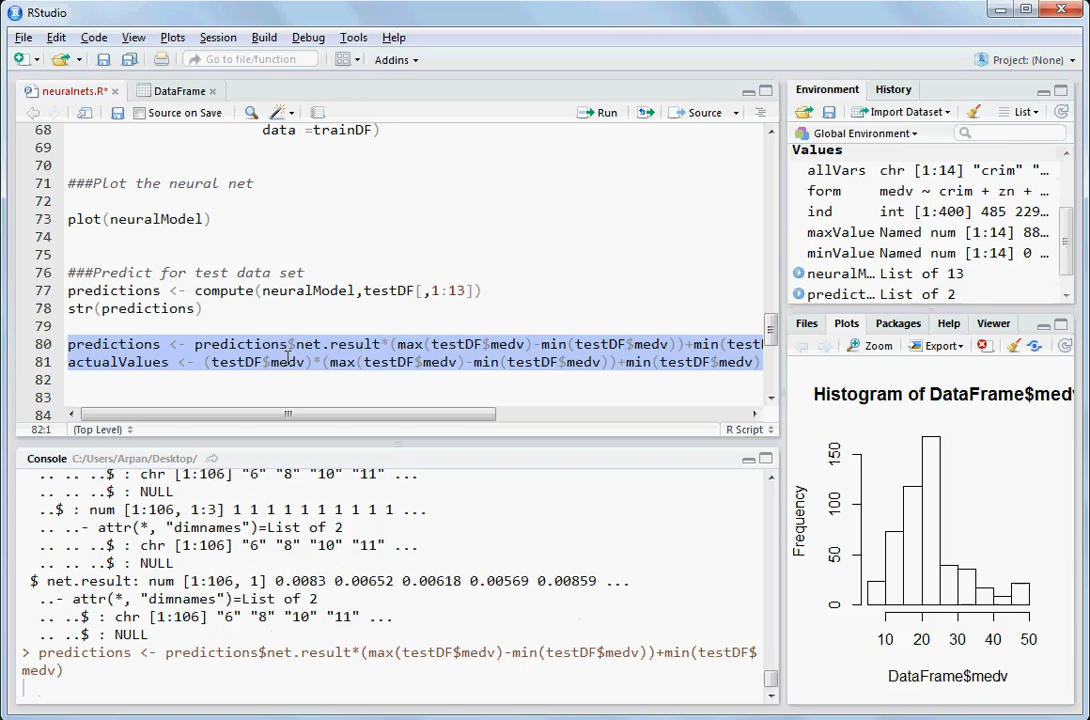 RStudio
File Edit Code View Plots Session Build Debug Tools Help
Go to file/function Addins Project: (None)
neuralnets.R* DataFrame
Source on Save Run Source
68 data =trainDF)
69
70
71 ###Plot the neural net
72
73 plot(neuralModel)
74
75
76 ###Predict for test data set
77 predictions <- compute(neuralModel,testDF[,1:13])
78 str(predictions)
79
80 predictions <- predictions$net.result*(max(testDF$medv)-min(testDF$medv))+min(testD
81 actualValues <- (testDF$medv)*(max(testDF$medv)-min(testDF$medv))+min(testDF$medv)
82
83
84
82:1 (Top Level) R Script
Console C:/Users/Arpan/Desktop/
.. .. ..$ : chr [1:106] "6" "8" "10" "11" ...
.. .. ..$ : NULL
..$ : num [1:106, 1:3] 1 1 1 1 1 1 1 1 1 1 ...
.. ..- attr(*, "dimnames")=List of 2
.. .. ..$ : chr [1:106] "6" "8" "10" "11" ...
.. .. ..$ : NULL
$ net.result: num [1:106, 1] 0.0083 0.00652 0.00618 0.00569 0.00859 ...
..- attr(*, "dimnames")=List of 2
.. ..$ : chr [1:106] "6" "8" "10" "11" ...
.. ..$ : NULL
> predictions <- predictions$net.result*(max(testDF$medv)-min(testDF$medv))+min(testDF$
medv)
Environment History
Import Dataset List
Global Environment
Values
allVars chr [1:14] "crim" "…
form medv ~ crim + zn + …
ind int [1:400] 485 229…
maxValue Named num [1:14] 88…
minValue Named num [1:14] 0 …
neuralM… List of 13
predict… List of 2
Files Plots Packages Help Viewer
Zoom Export
Histogram of DataFrame$medv
Frequency
150
100
50
0
10 20 30 40 50
DataFrame$medv